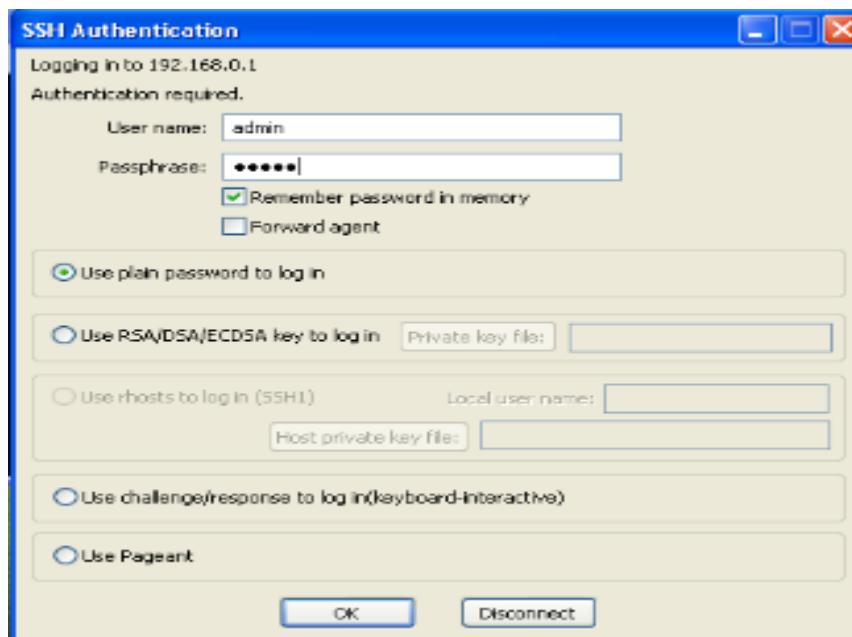 SSH Authentication
Logging in to 192.168.0.1
Authentication required.
User name: admin
Passphrase: •••••
Remember password in memory
Forward agent
Use plain password to log in
Use RSA/DSA/ECDSA key to log in Private key file:
Use rhosts to log in (SSH1) Local user name:
Host private key file:
Use challenge/response to log in(keyboard-interactive)
Use Pageant
OK Disconnect